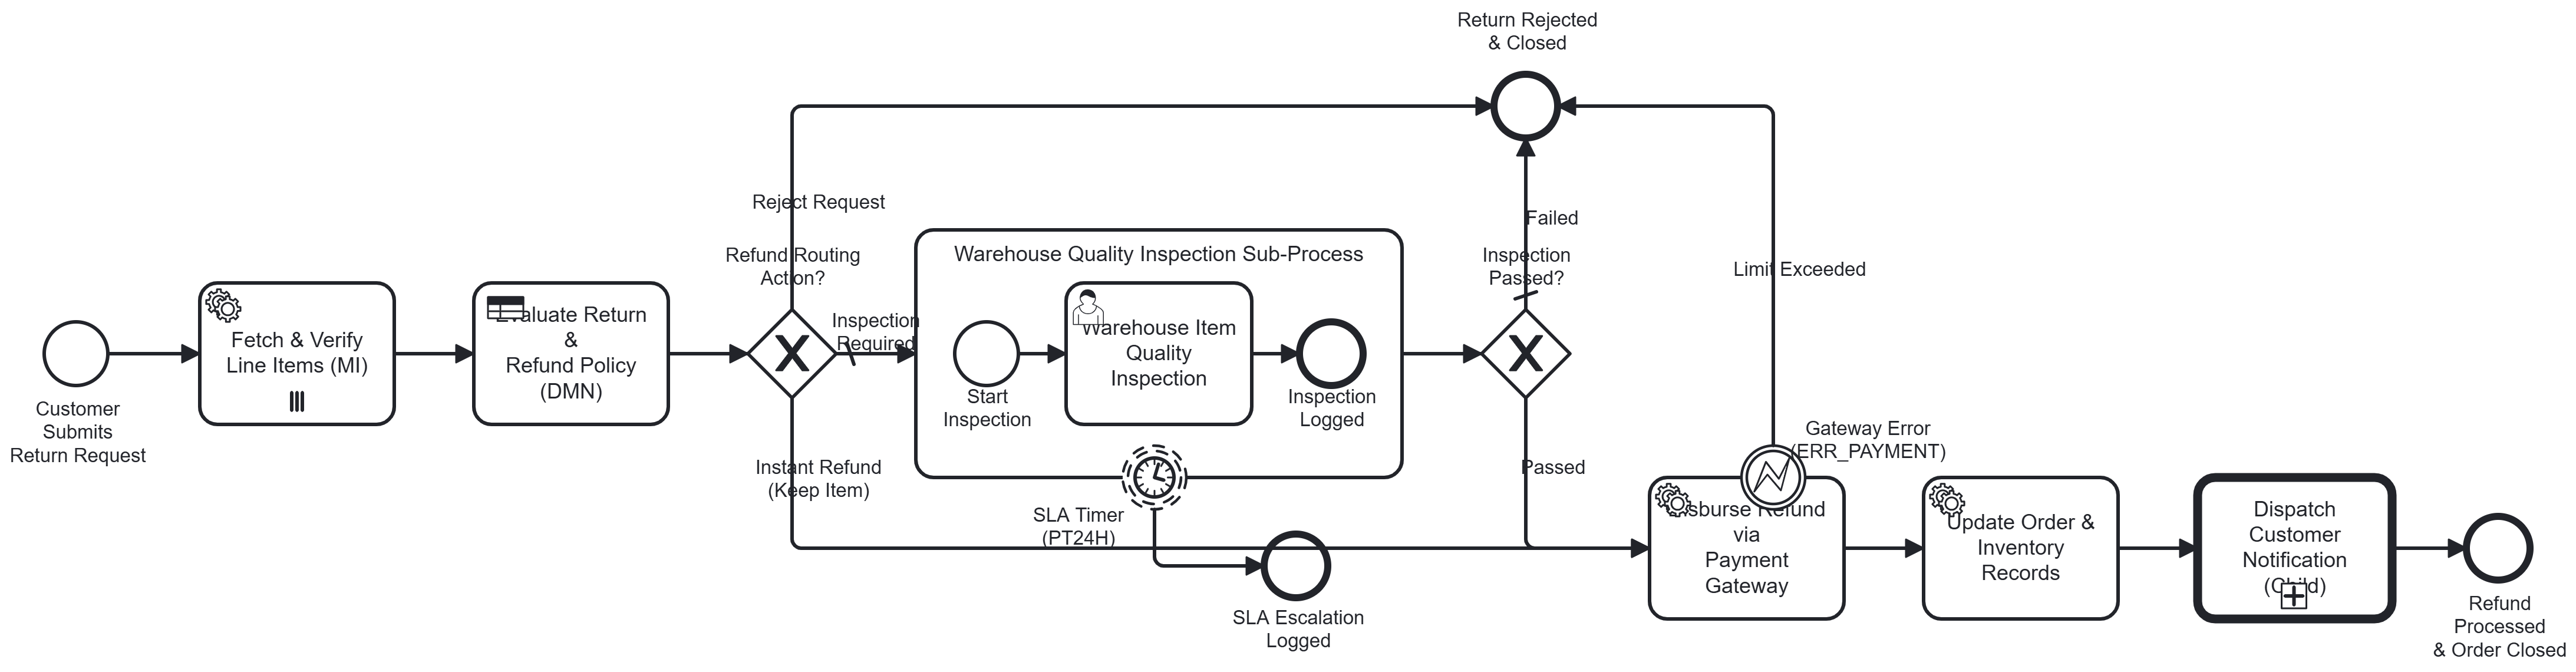 Return Rejected
& Closed
Reject Request
Failed
Refund Routing
Action?
Warehouse Quality Inspection Sub-Process
Inspection
Passed?
Limit Exceeded
Inspection
Required
Fetch & Verify
Line Items (MI)
Evaluate Return
&
Refund Policy
(DMN)
Warehouse Item
Quality
Inspection
Start
Inspection
Inspection
Logged
Customer
Submits
Return Request
Instant Refund
(Keep Item)
Passed
Gateway Error
(ERR_PAYMENT)
SLA Timer
(PT24H)
Disburse Refund
via
Payment
Gateway
Update Order &
Inventory
Records
Dispatch
Customer
Notification
(Child)
SLA Escalation
Logged
Refund
Processed
& Order Closed